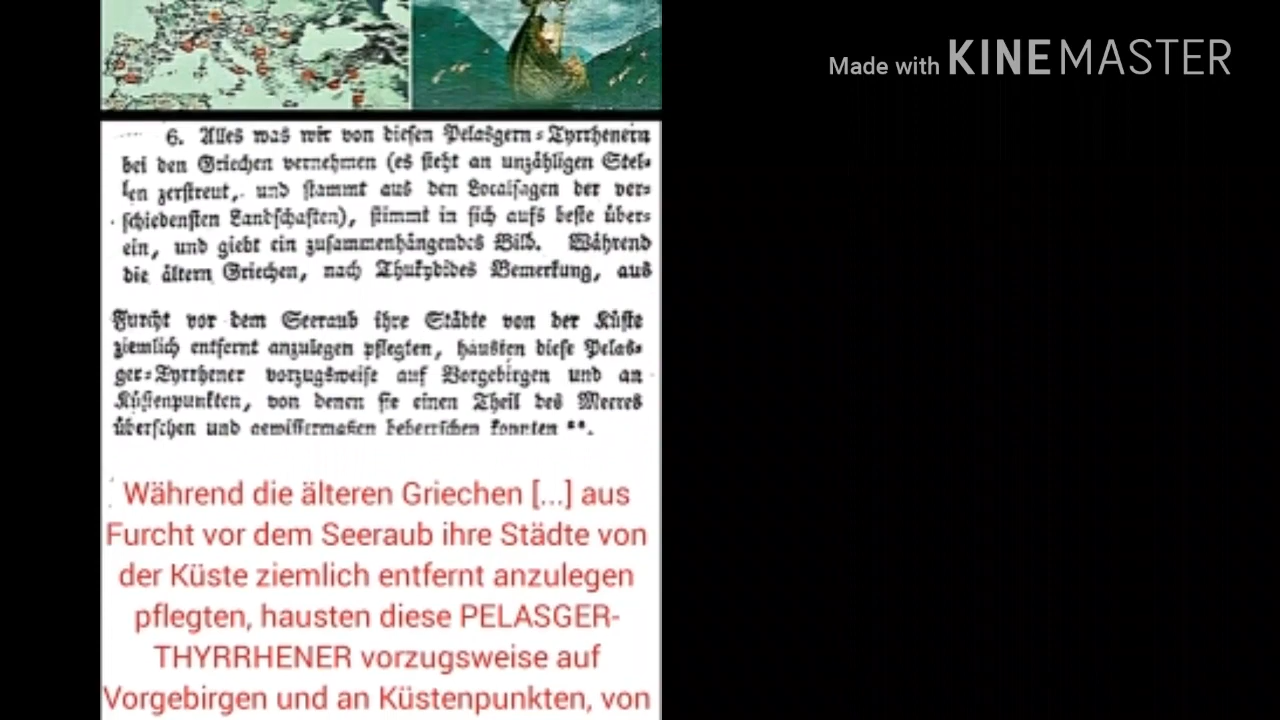 Made with KINEMASTER
6. Alles was wir von diesen Pelasgern-Tyrrhenern
bei den Griechen vernehmen (es steht an unzähligen Stel-
len zerstreut, und stammt aus den Localsagen der ver-
schiedensten Landschaften), stimmt in sich aufs beste über-
ein, und giebt ein zusammenhängendes Bild. Während
die ältern Griechen, nach Thukydides Bemerkung, aus
Furcht vor dem Seeraub ihre Städte von der Küste
ziemlich entfernt anzulegen pflegten, hausten diese Pelas-
ger-Tyrrhener vorzugsweise auf Vorgebirgen und an
Küstenpunkten, von denen sie einen Theil des Meeres
übersehen und gewissermaßen beherrschen konnten **.
Während die älteren Griechen [...] aus
Furcht vor dem Seeraub ihre Städte von
der Küste ziemlich entfernt anzulegen
pflegten, hausten diese PELASGER-
THYRRHENER vorzugsweise auf
Vorgebirgen und an Küstenpunkten, von